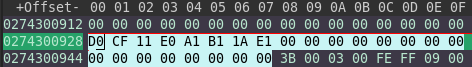 +Offset- 00 01 02 03 04 05 06 07 08 09 0A 0B 0C 0D 0E 0F
0274300912 00 00 00 00 00 00 00 00 00 00 00 00 00 00 00 00
0274300928 D0 CF 11 E0 A1 B1 1A E1 00 00 00 00 00 00 00 00
0274300944 00 00 00 00 00 00 00 00 3B 00 03 00 FE FF 09 00